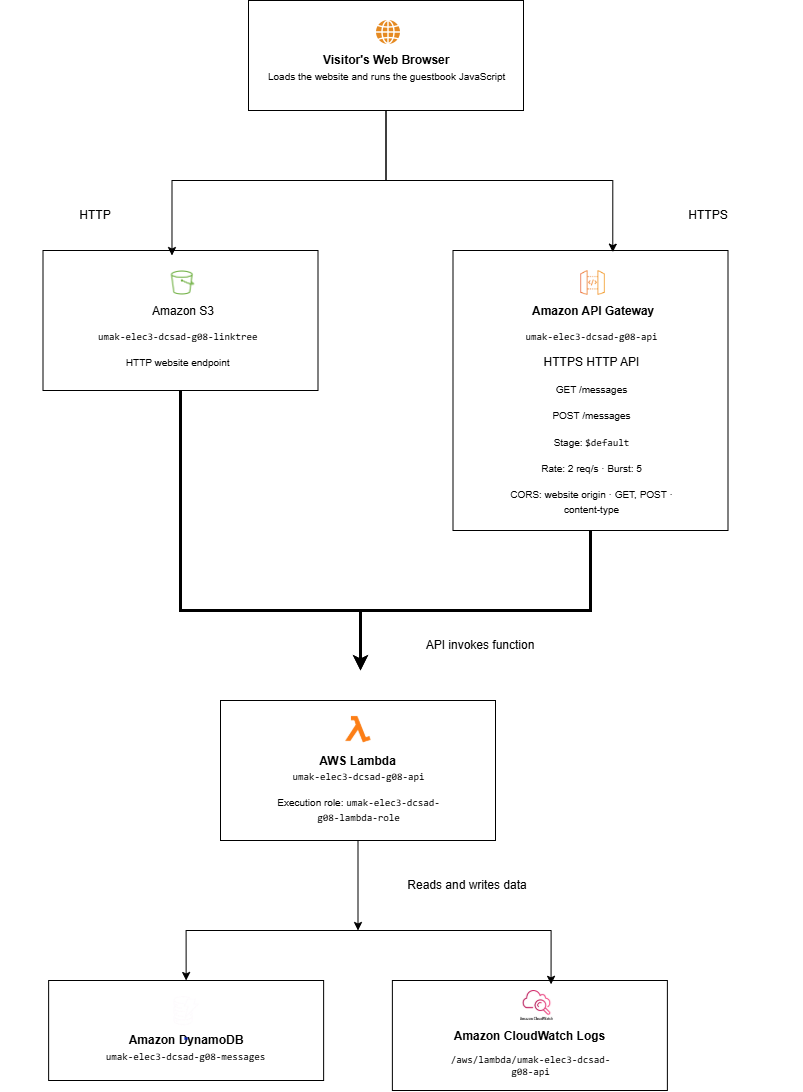 Visitor's Web Browser
Loads the website and runs the guestbook JavaScript
HTTP
HTTPS
Amazon S3
umak-elec3-dcsad-g08-linktree
HTTP website endpoint
Amazon API Gateway
umak-elec3-dcsad-g08-api
HTTPS HTTP API
GET /messages
POST /messages
Stage: $default
Rate: 2 req/s · Burst: 5
CORS: website origin · GET, POST ·
content-type
API invokes function
AWS Lambda
umak-elec3-dcsad-g08-api
Execution role: umak-elec3-dcsad-
g08-lambda-role
Reads and writes data
Amazon DynamoDB
umak-elec3-dcsad-g08-messages
Amazon CloudWatch
Amazon CloudWatch Logs
/aws/lambda/umak-elec3-dcsad-
g08-api